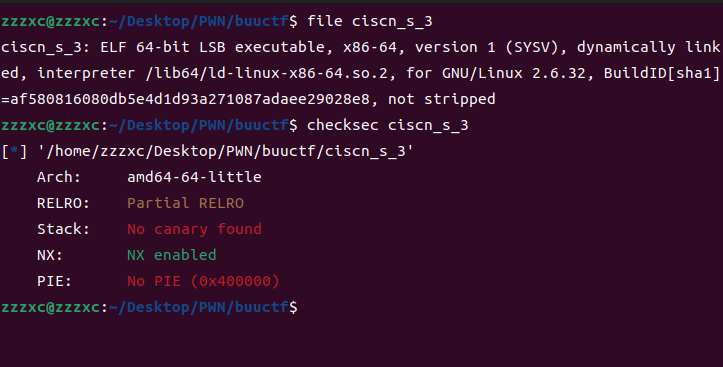 zzzxc@zzzxc:~/Desktop/PWN/buuctf$ file ciscn_s_3
ciscn_s_3: ELF 64-bit LSB executable, x86-64, version 1 (SYSV), dynamically link
ed, interpreter /lib64/ld-linux-x86-64.so.2, for GNU/Linux 2.6.32, BuildID[sha1]
=af580816080db5e4d1d93a271087adaee29028e8, not stripped
zzzxc@zzzxc:~/Desktop/PWN/buuctf$ checksec ciscn_s_3
[*] '/home/zzzxc/Desktop/PWN/buuctf/ciscn_s_3'
    Arch:     amd64-64-little
    RELRO:    Partial RELRO
    Stack:    No canary found
    NX:       NX enabled
    PIE:      No PIE (0x400000)
zzzxc@zzzxc:~/Desktop/PWN/buuctf$